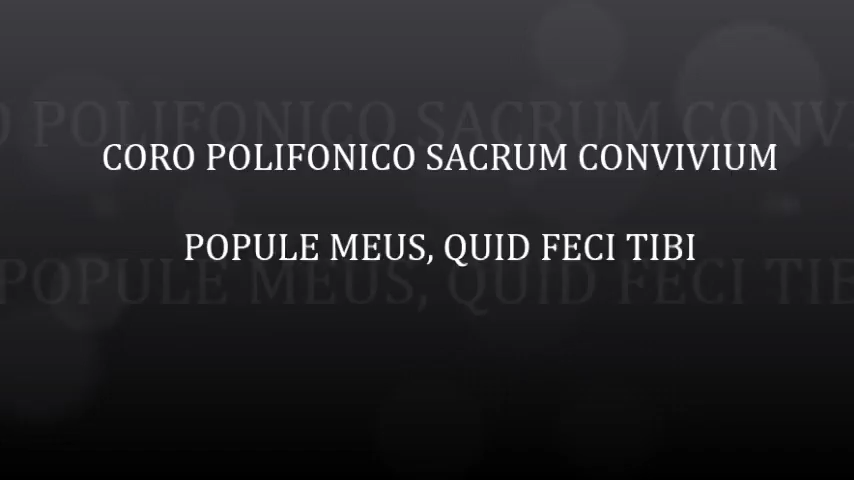 CORO POLIFONICO SACRUM CONVIVIUM
POPULE MEUS, QUID FECI TIBI